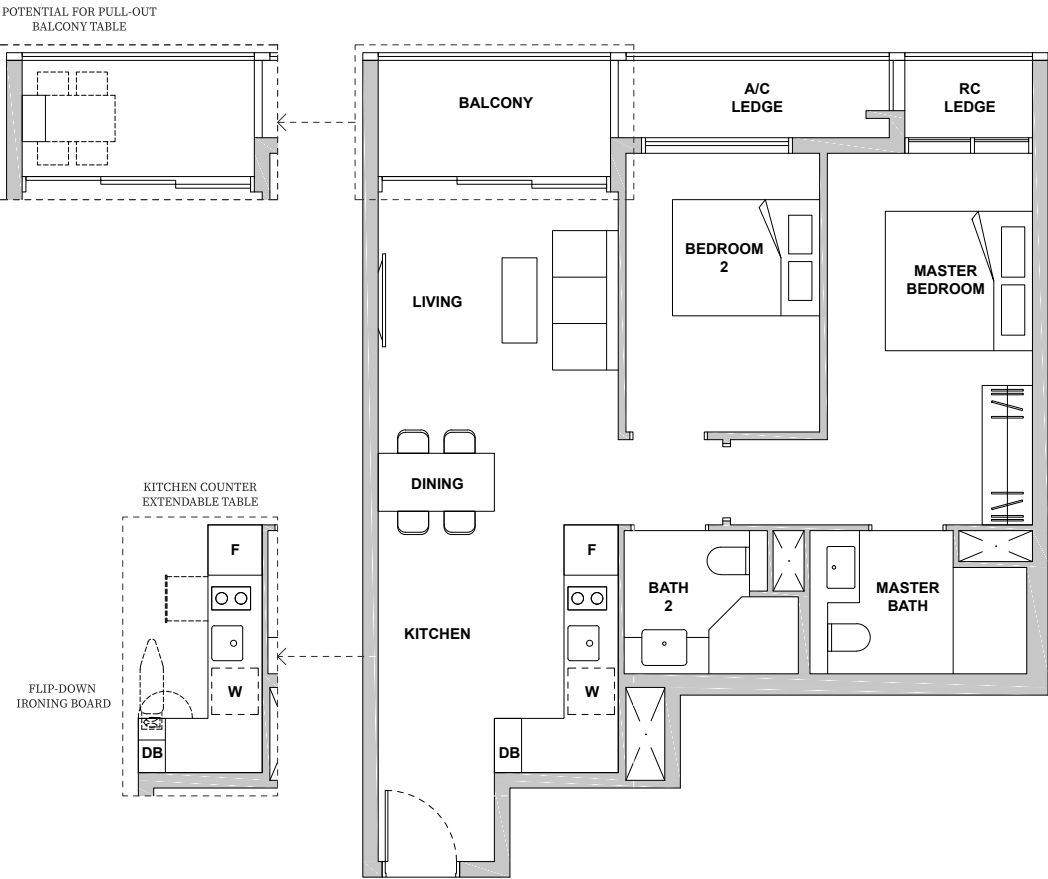 POTENTIAL FOR PULL-OUT
BALCONY TABLE
BALCONY
A/C
LEDGE
RC
LEDGE
BEDROOM
2
MASTER
BEDROOM
LIVING
DINING
KITCHEN COUNTER
EXTENDABLE TABLE
F
F
BATH
2
MASTER
BATH
KITCHEN
FLIP-DOWN
IRONING BOARD
W
W
DB
DB